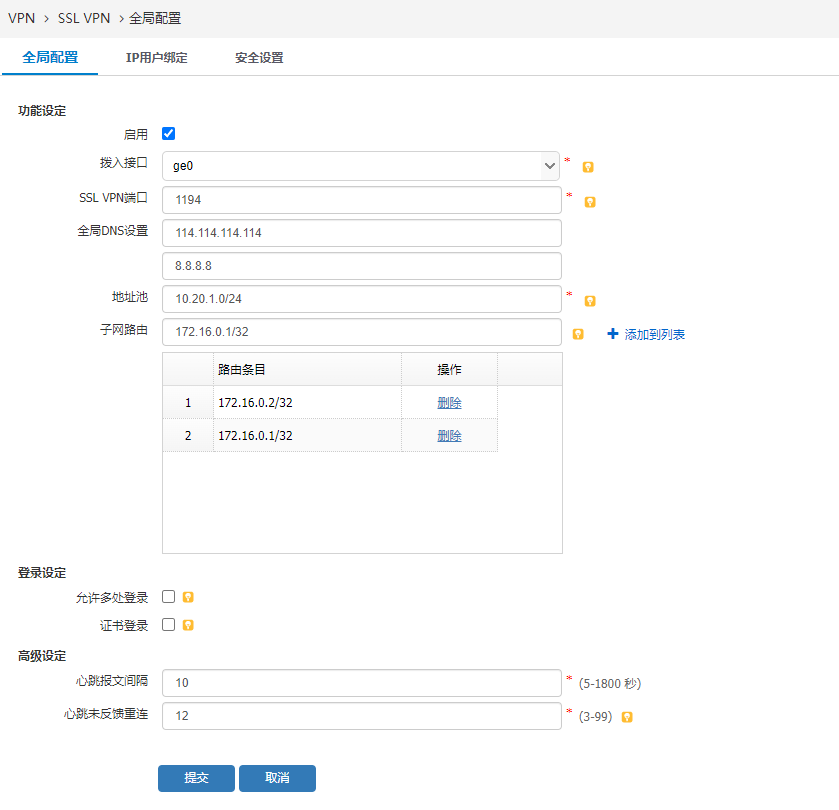 VPN > SSL VPN > 全局配置
全局配置 IP用户绑定 安全设置
功能设定
启用
拨入接口 ge0 *
SSL VPN端口 1194 *
全局DNS设置 114.114.114.114
8.8.8.8
地址池 10.20.1.0/24 *
子网路由 172.16.0.1/32 添加到列表
路由条目 操作
1 172.16.0.2/32 删除
2 172.16.0.1/32 删除
登录设定
允许多处登录
证书登录
高级设定
心跳报文间隔 10 * (5-1800 秒)
心跳未反馈重连 12 * (3-99)
提交 取消